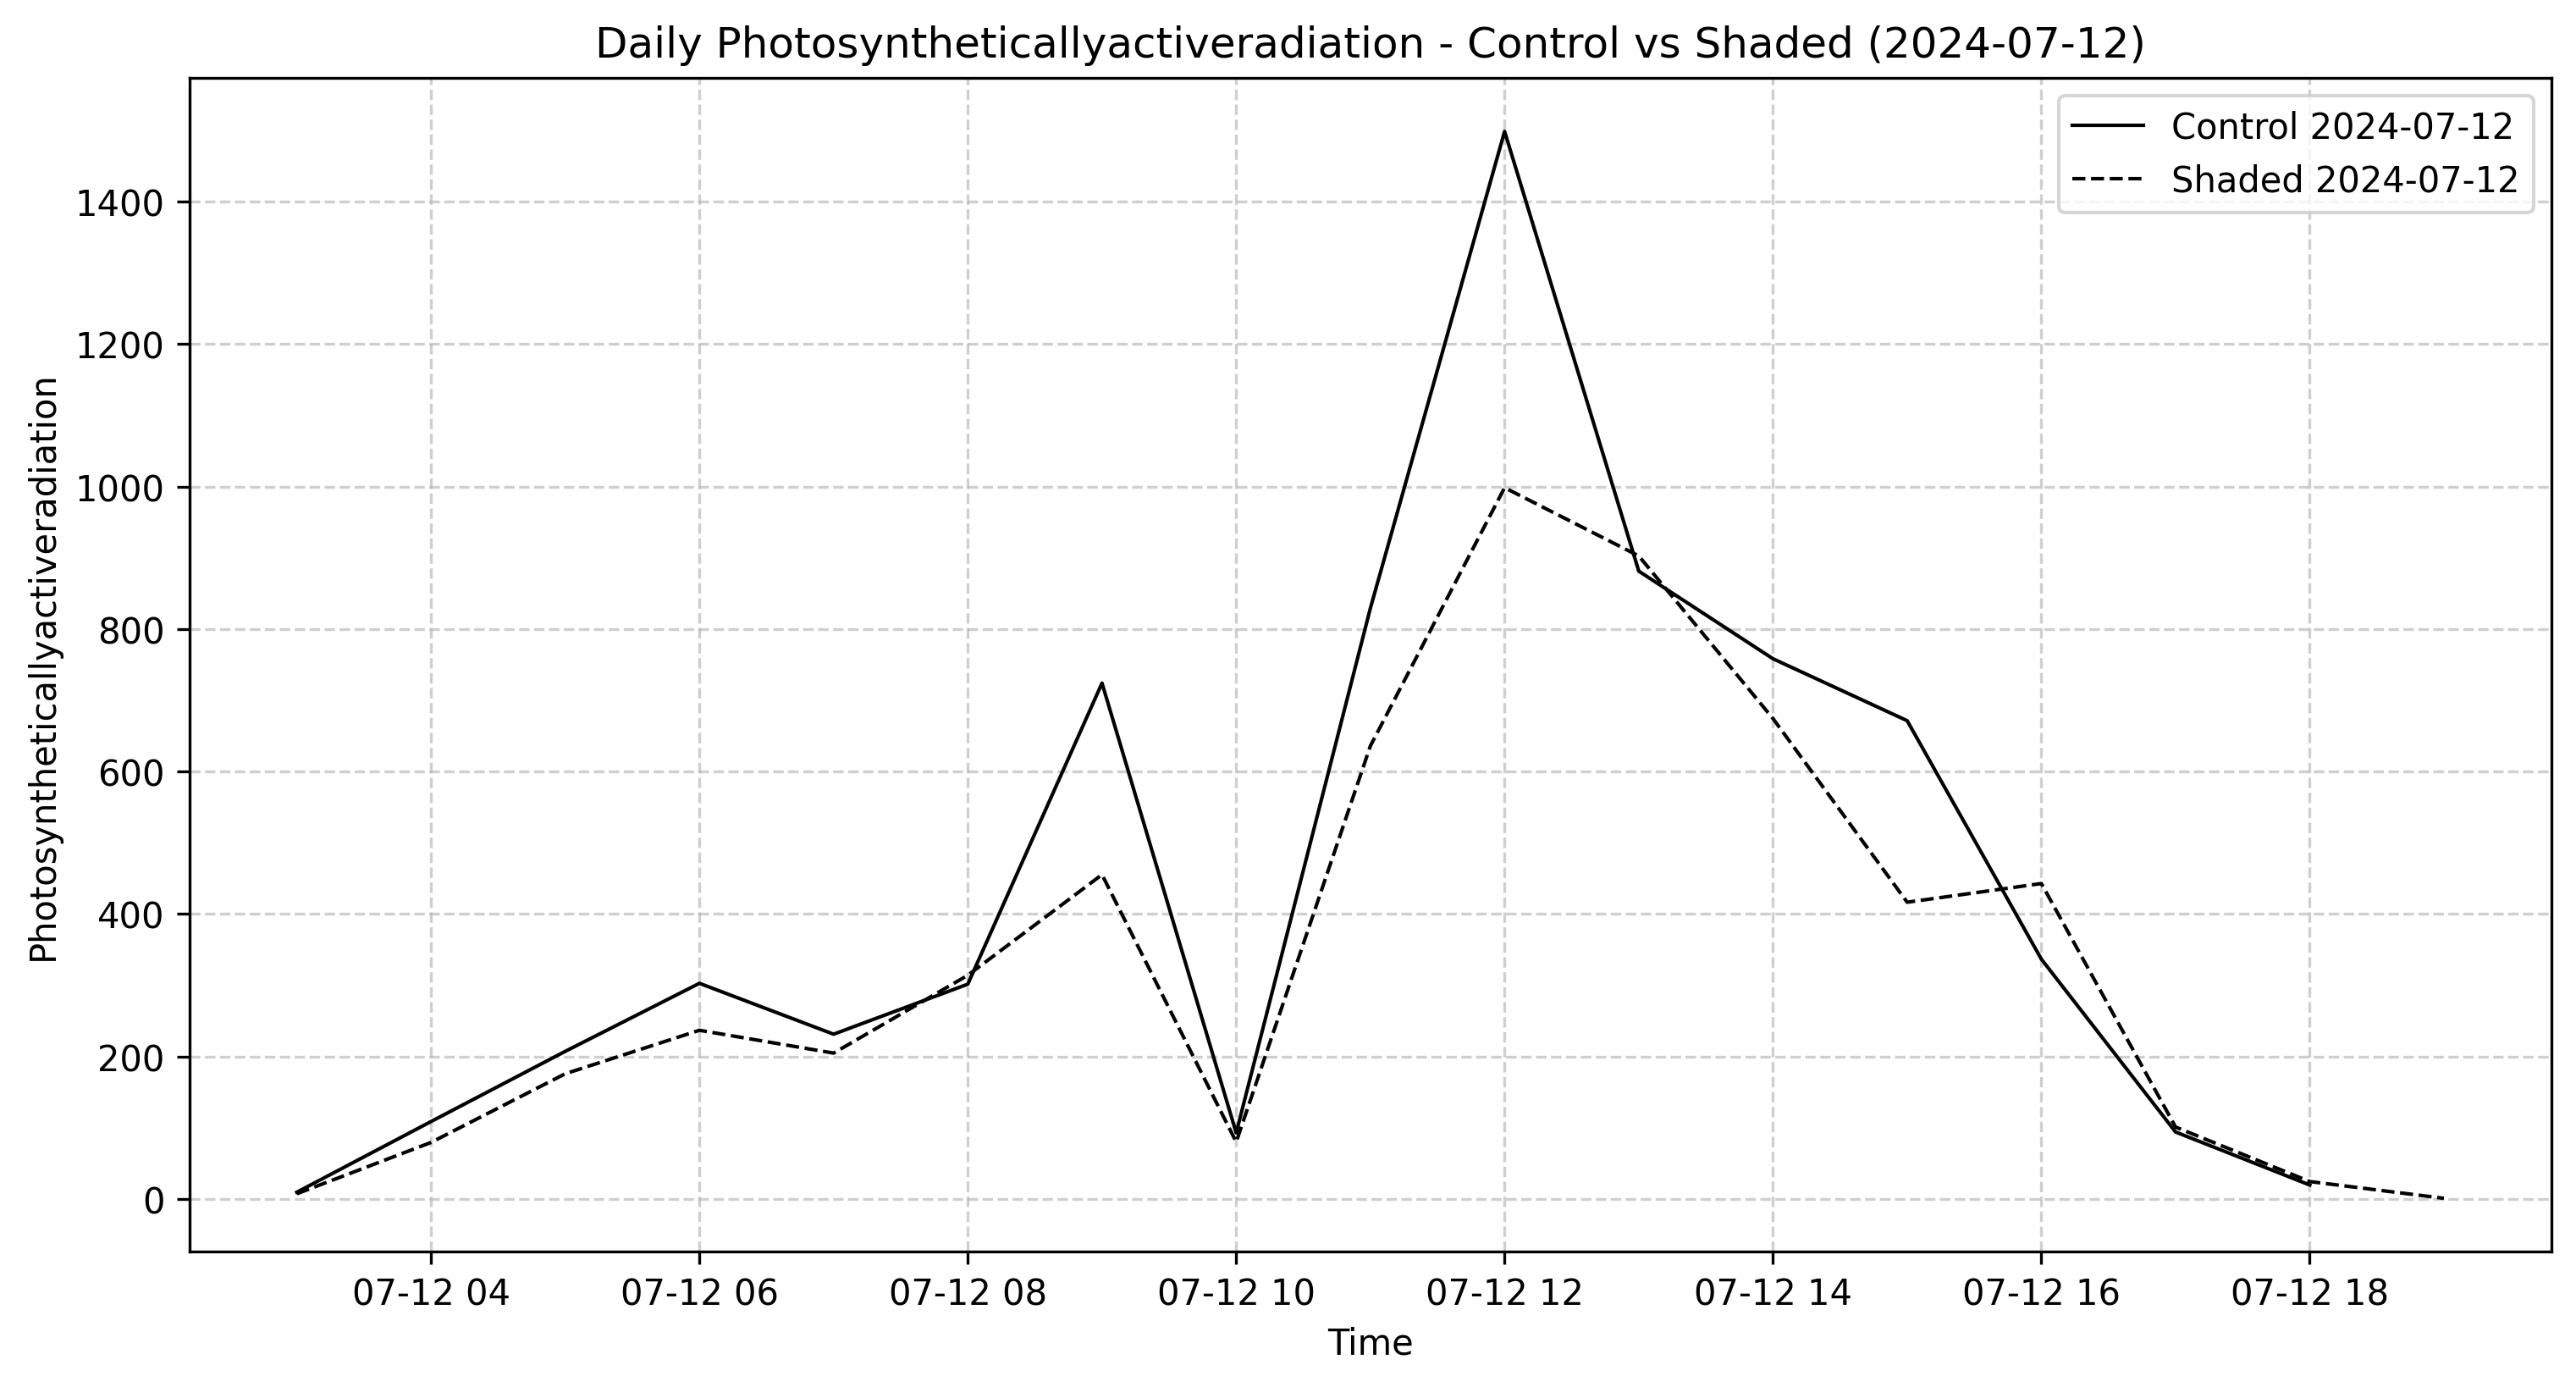 Daily Photosyntheticallyactiveradiation - Control vs Shaded (2024-07-12)
Control 2024-07-12
Shaded 2024-07-12
Photosyntheticallyactiveradiation
1400
1200
1000
800
600
400
200
0
07-12 04 07-12 06 07-12 08 07-12 10 07-12 12 07-12 14 07-12 16 07-12 18
Time